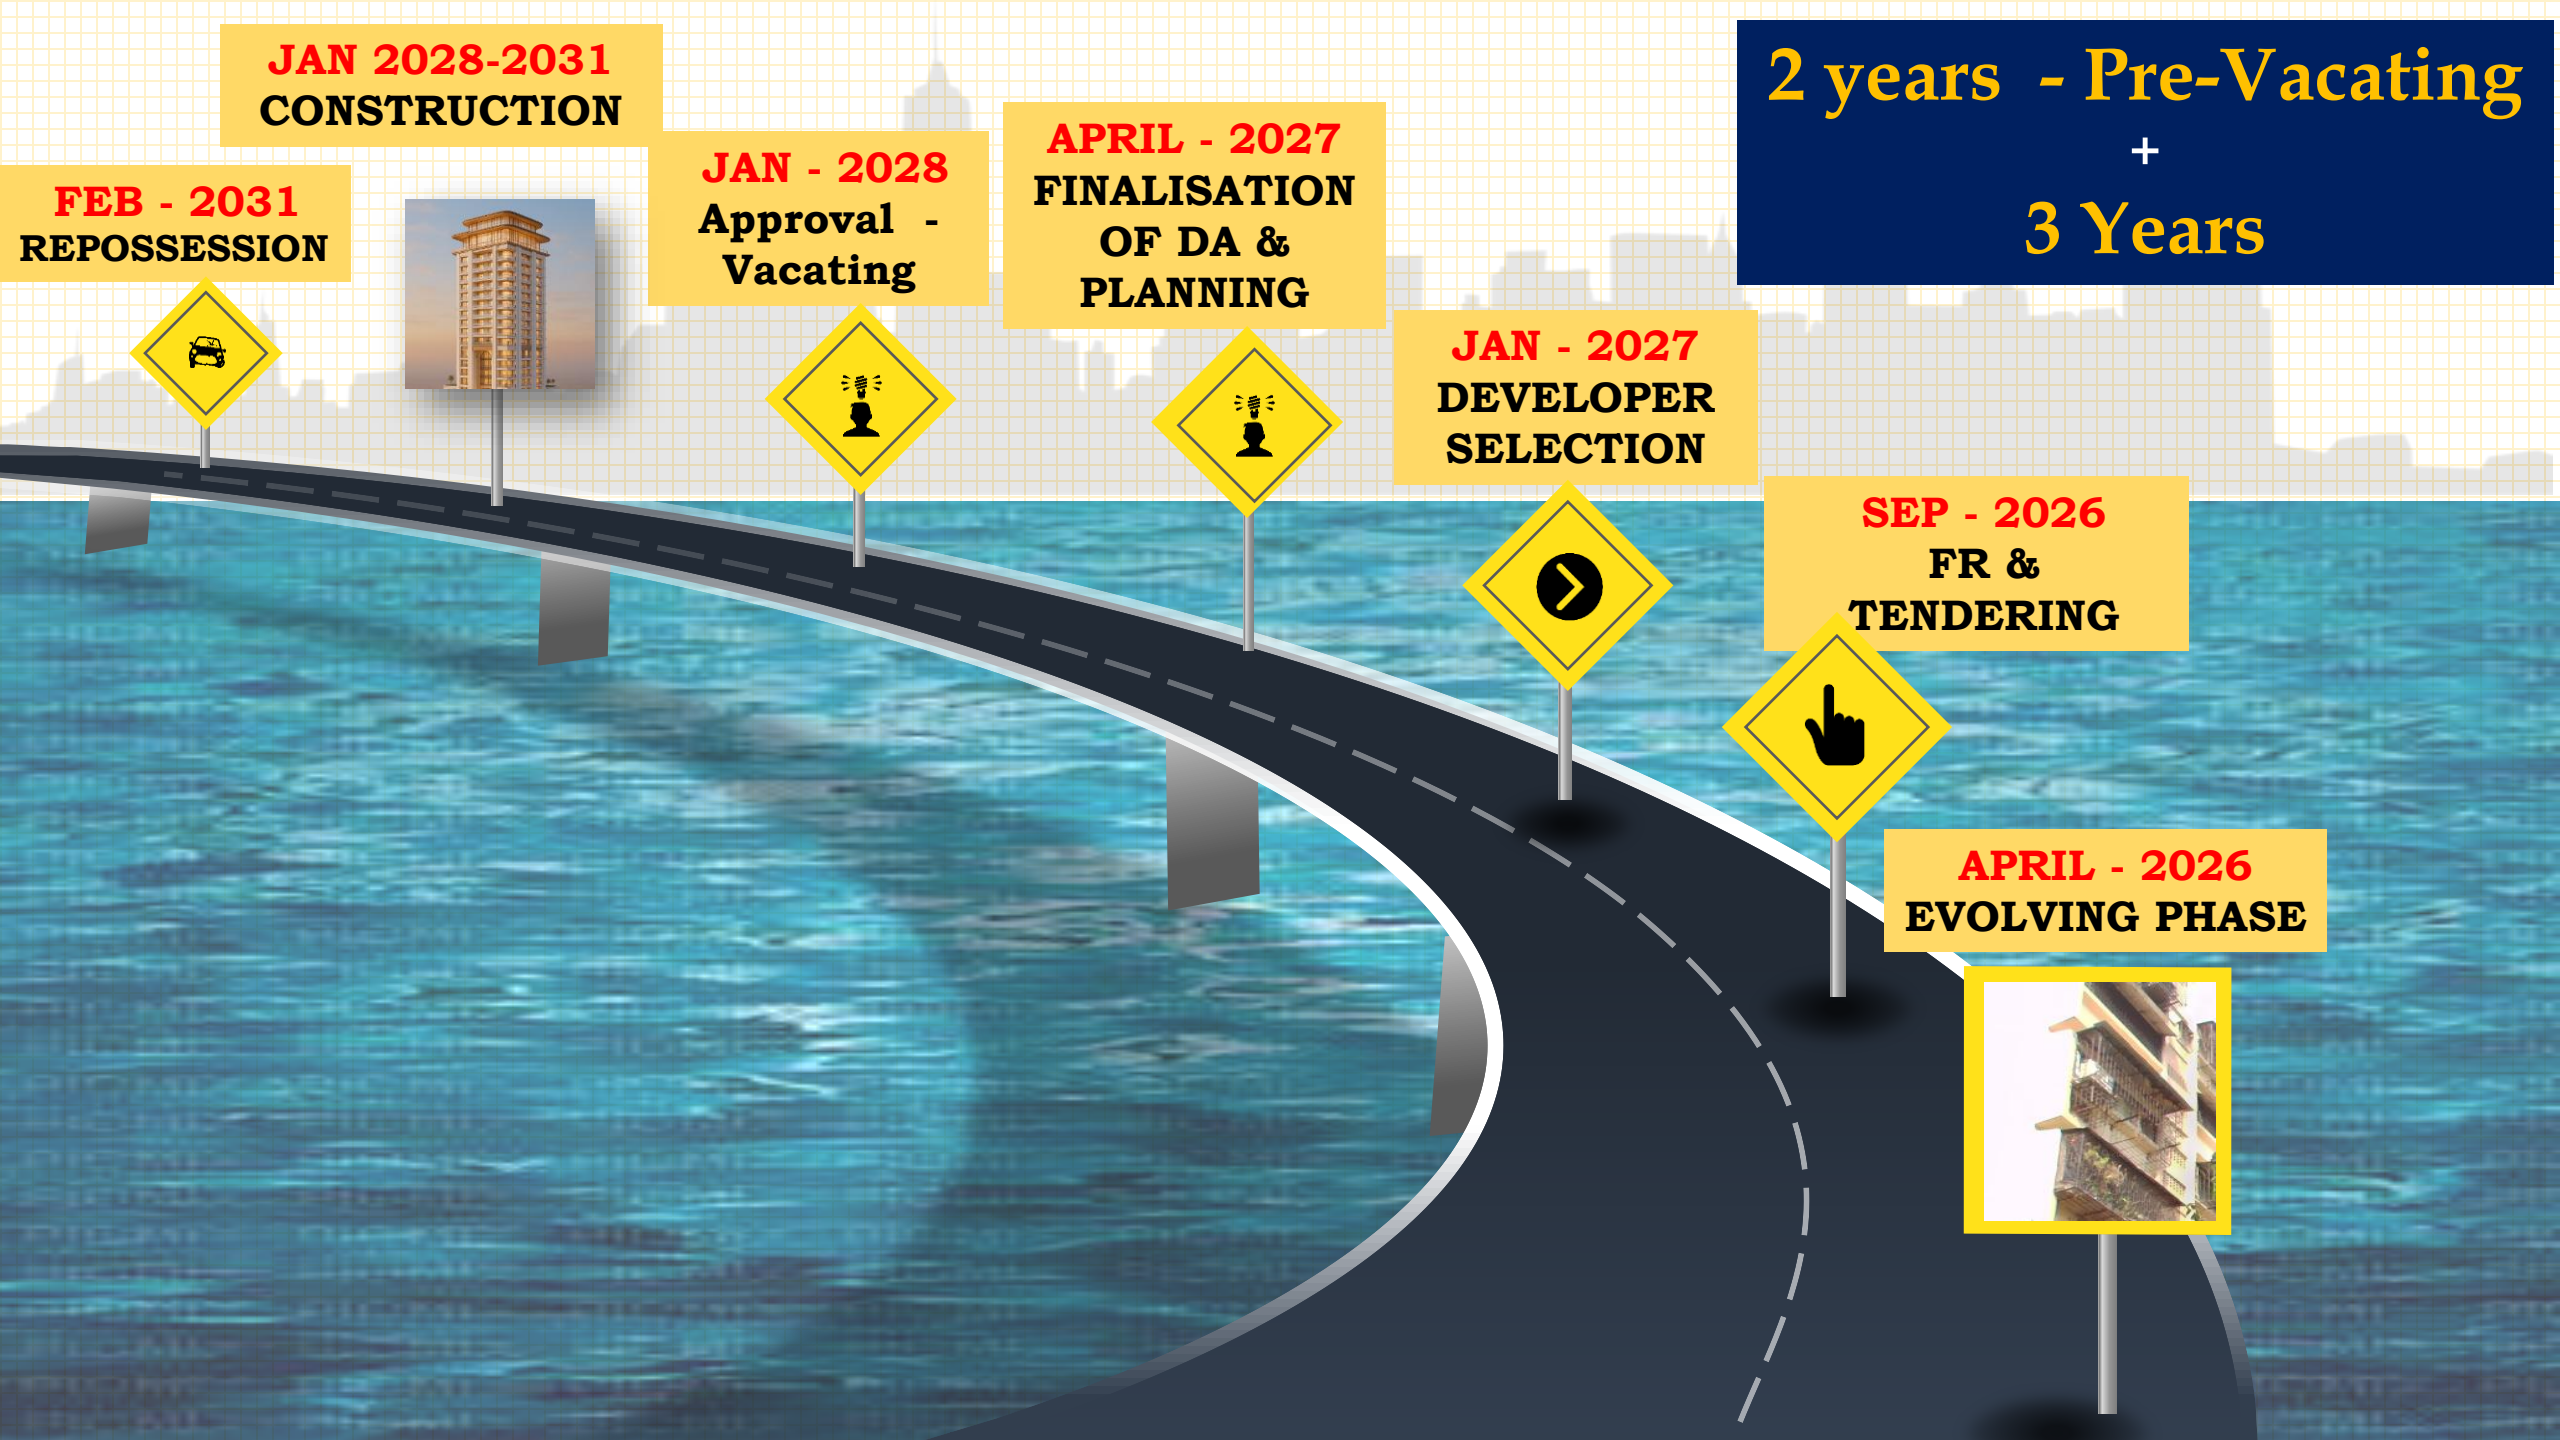 JAN 2028-2031
CONSTRUCTION
2 years - Pre-Vacating
+
3 Years
FEB - 2031
REPOSSESSION
JAN - 2028
Approval -
Vacating
APRIL - 2027
FINALISATION
OF DA &
PLANNING
JAN - 2027
DEVELOPER
SELECTION
SEP - 2026
FR &
TENDERING
APRIL - 2026
EVOLVING PHASE